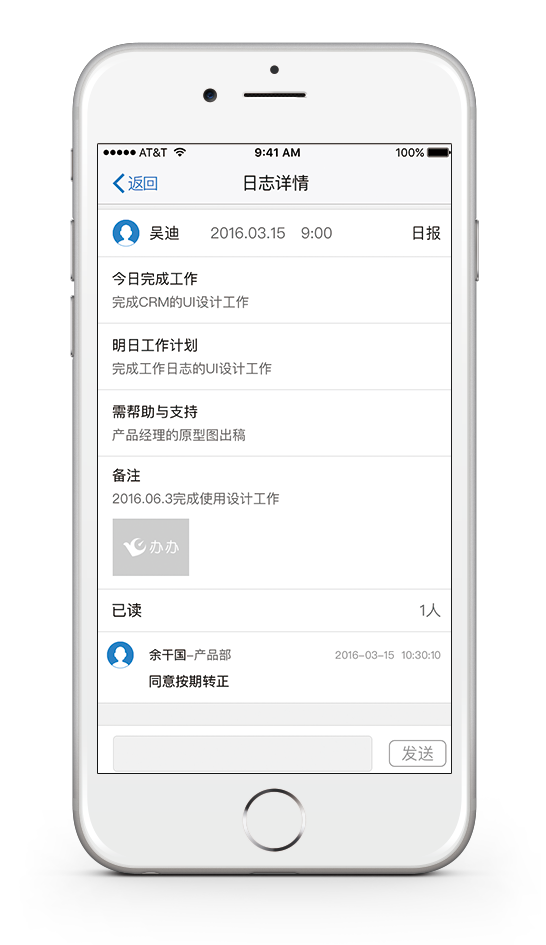 AT&T 9:41 AM 100%
返回 日志详情
吴迪 2016.03.15 9:00 日报
今日完成工作
完成CRM的UI设计工作
明日工作计划
完成工作日志的UI设计工作
需帮助与支持
产品经理的原型图出稿
备注
2016.06.3完成使用设计工作
办办
已读 1人
余干国-产品部 2016-03-15 10:30:10
同意按期转正
发送